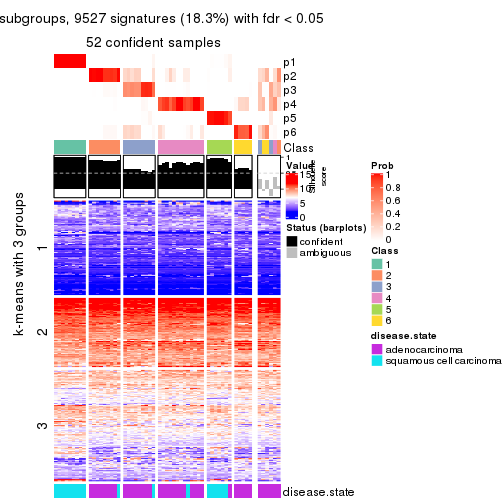 subgroups, 9527 signatures (18.3%) with fdr < 0.05
52 confident samples
p1
p2
p3
p4
p5
p6
Class
1
Silhouette
score
Value
15
5
0
Status (barplots)
confident
ambiguous
Prob
1
0.8
0.6
0.4
0.2
0
Class
1
2
3
4
5
6
disease.state
adenocarcinoma
squamous cell carcinoma
k-means with 3 groups
1
2
3
disease.state